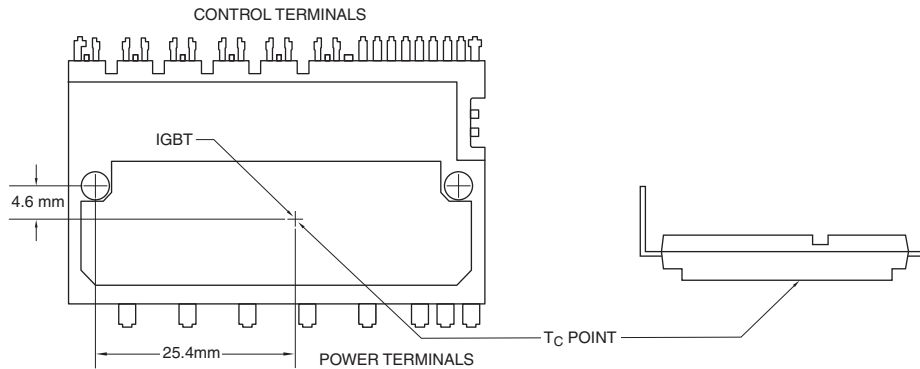 CONTROL TERMINALS
IGBT
4.6 mm
T_C POINT
25.4mm
POWER TERMINALS